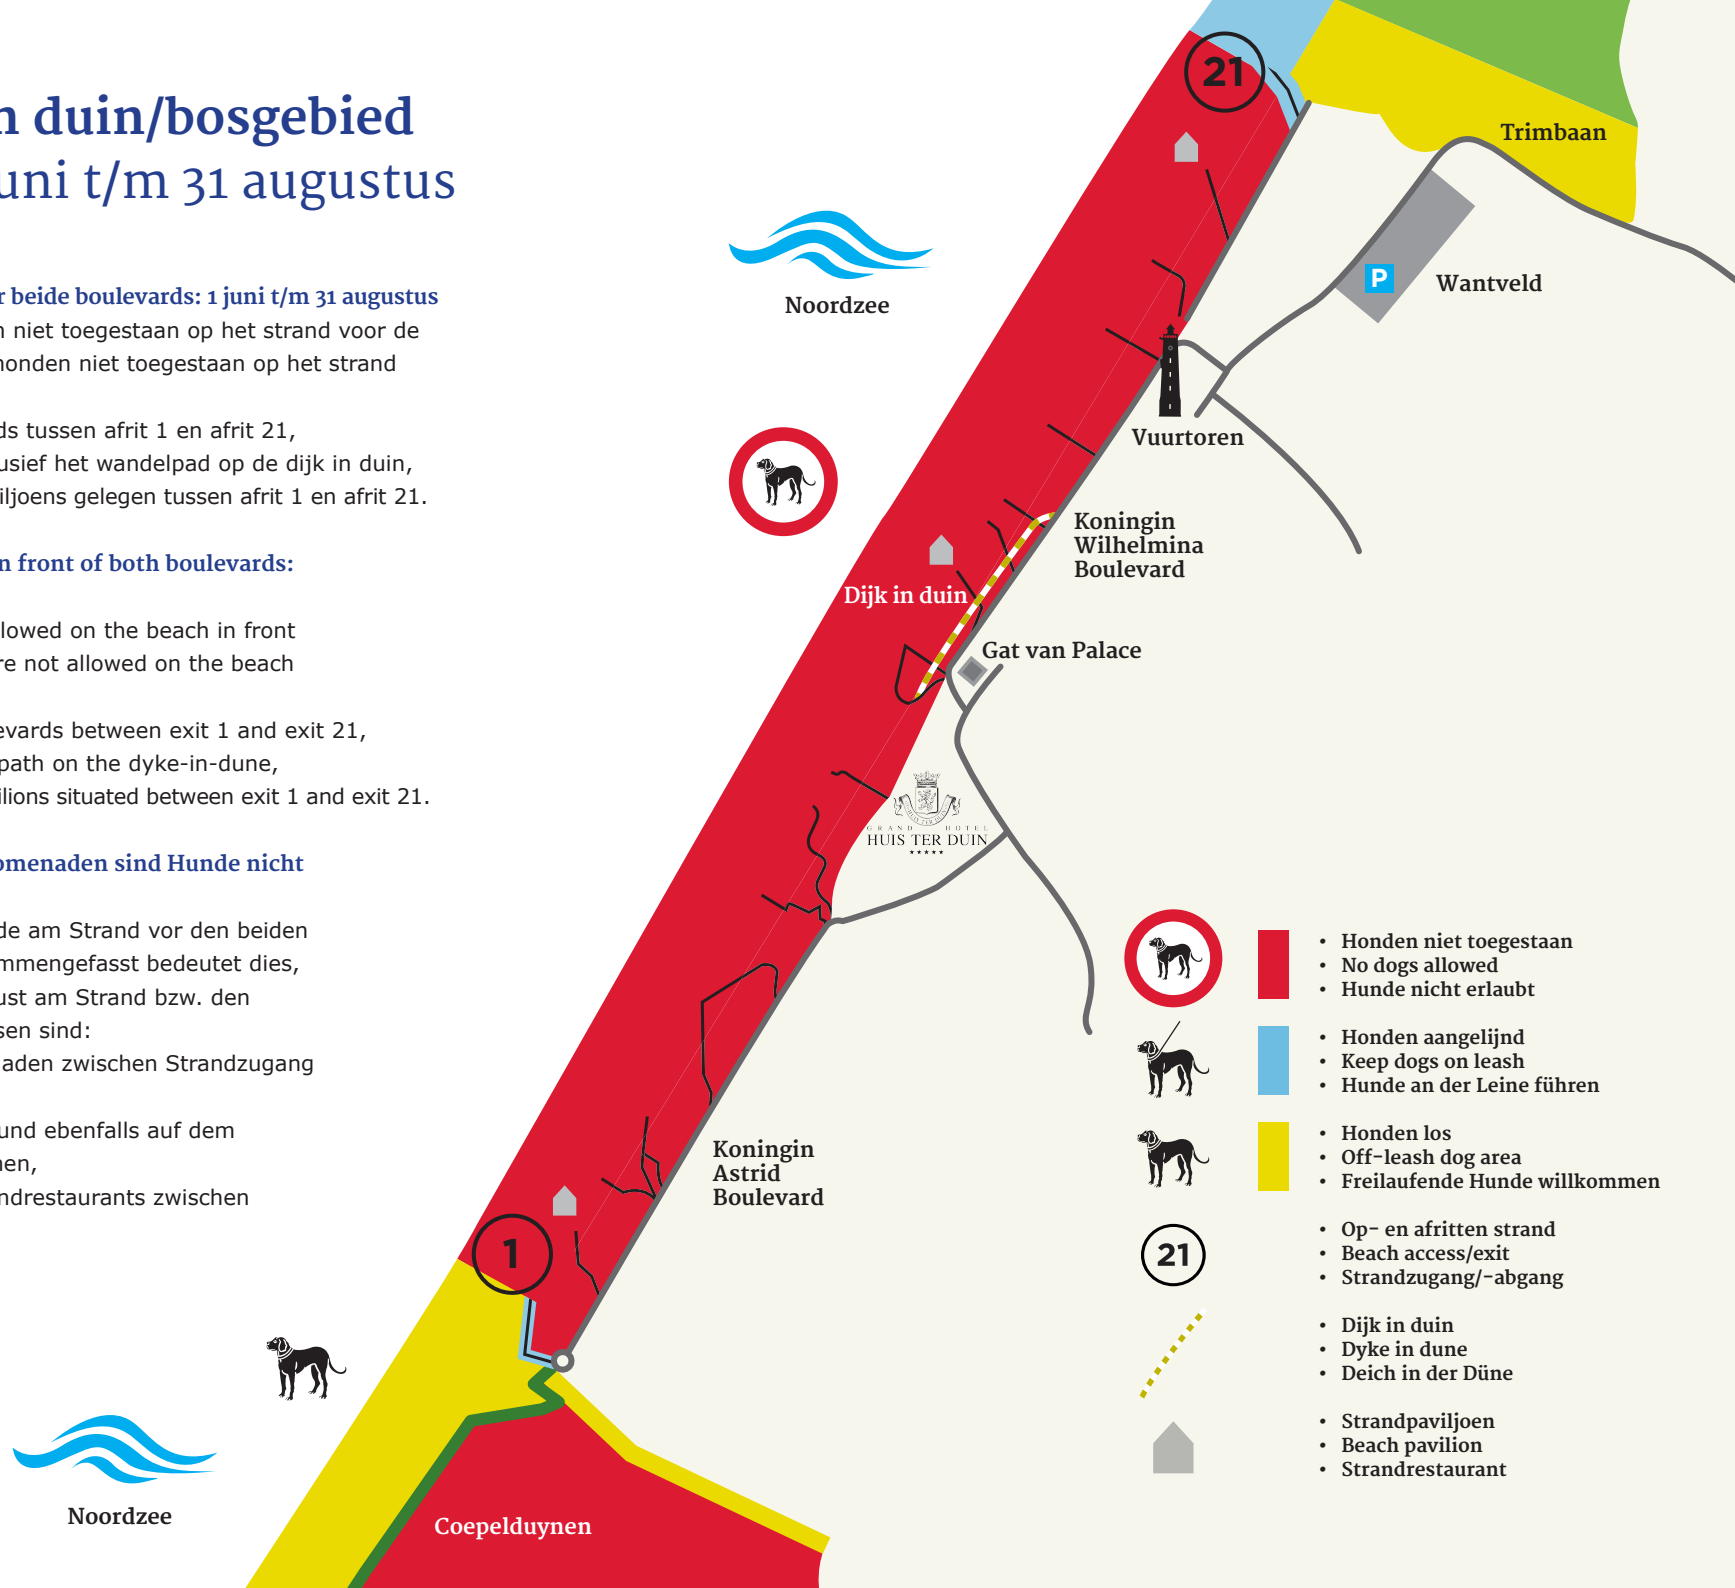 n duin/bosgebied
uni t/m 31 augustus
r beide boulevards: 1 juni t/m 31 augustus
n niet toegestaan op het strand voor de
honden niet toegestaan op het strand
ds tussen afrit 1 en afrit 21,
usief het wandelpad op de dijk in duin,
iljoens gelegen tussen afrit 1 en afrit 21.
n front of both boulevards:
lowed on the beach in front
re not allowed on the beach
evards between exit 1 and exit 21,
path on the dyke-in-dune,
ilions situated between exit 1 and exit 21.
omenaden sind Hunde nicht
de am Strand vor den beiden
mmengefasst bedeutet dies,
ust am Strand bzw. den
sen sind:
aden zwischen Strandzugang
und ebenfalls auf dem
nen,
ndrestaurants zwischen
21
Trimbaan
P
Wantveld
Noordzee
Vuurtoren
Koningin
Wilhelmina
Boulevard
Dijk in duin
Gat van Palace
GRAND HOTEL
HUIS TER DUIN
Koningin
Astrid
Boulevard
1
Noordzee
Coepelduynen
• Honden niet toegestaan
• No dogs allowed
• Hunde nicht erlaubt
• Honden aangelijnd
• Keep dogs on leash
• Hunde an der Leine führen
• Honden los
• Off-leash dog area
• Freilaufende Hunde willkommen
21
• Op- en afritten strand
• Beach access/exit
• Strandzugang/-abgang
• Dijk in duin
• Dyke in dune
• Deich in der Düne
• Strandpaviljoen
• Beach pavilion
• Strandrestaurant